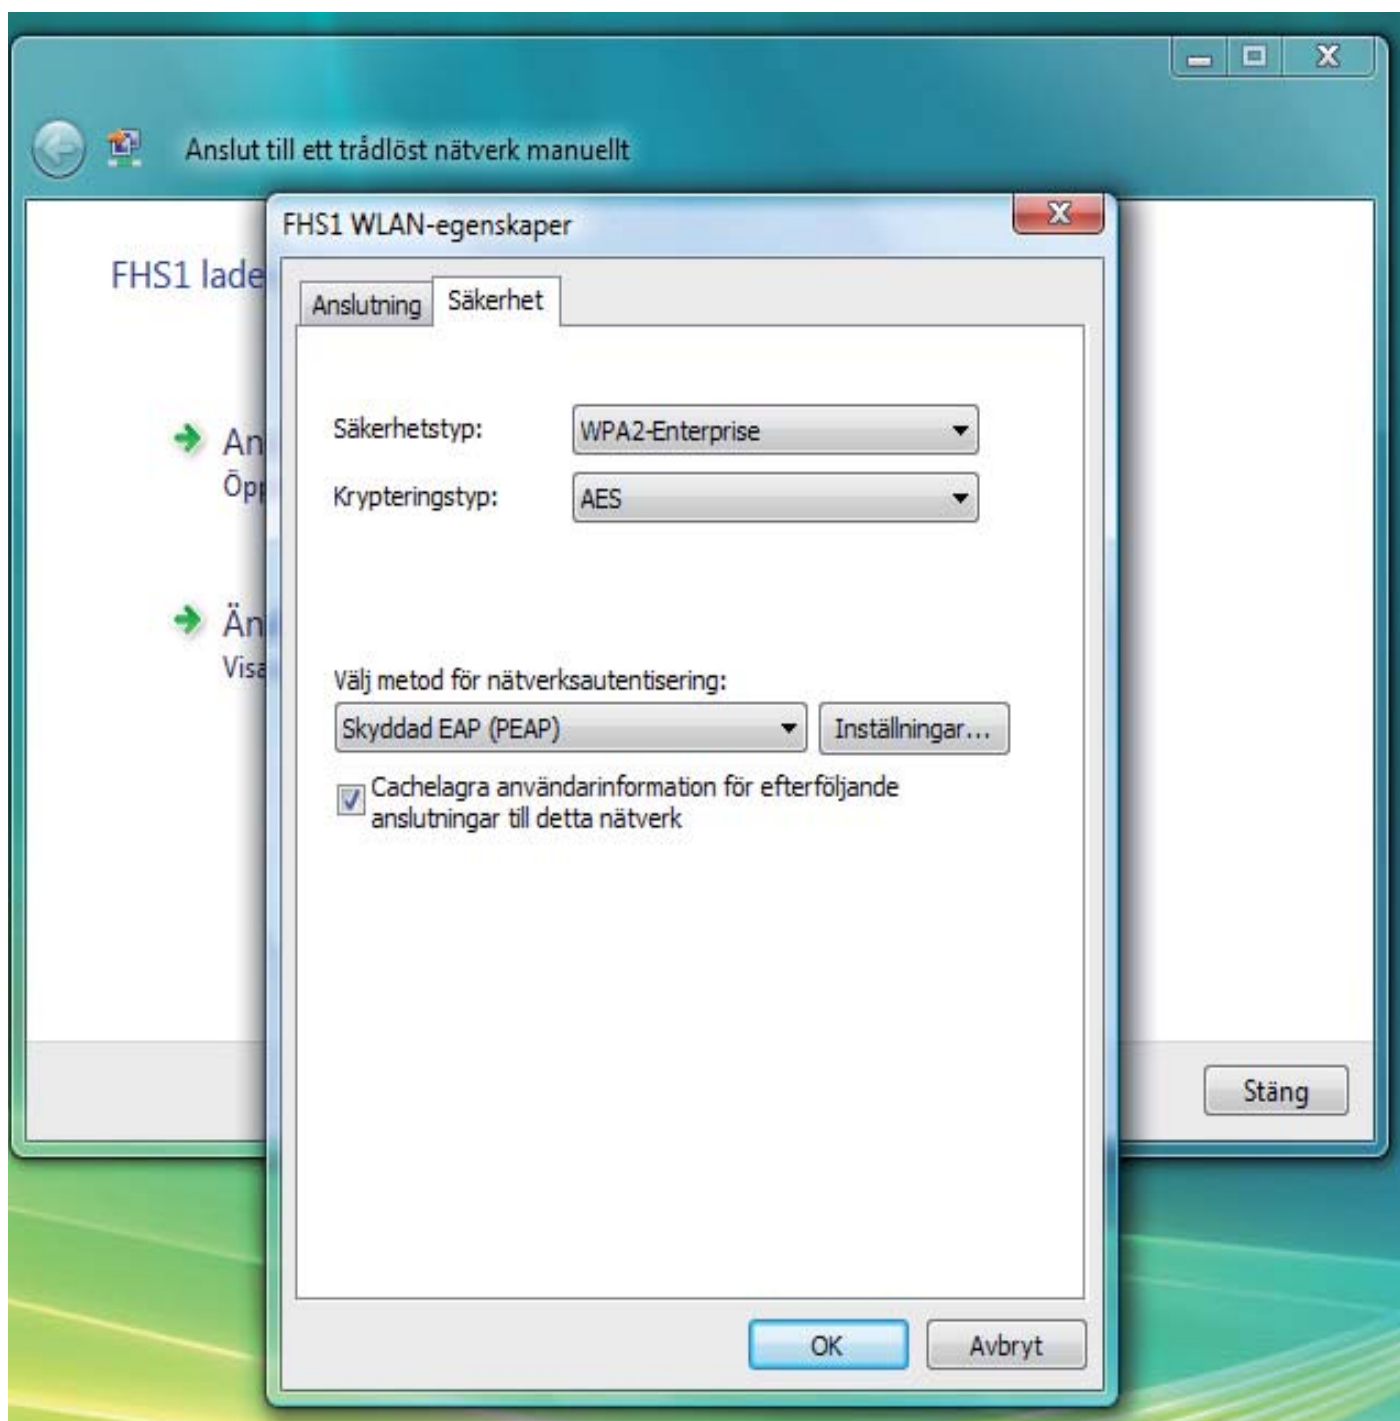 Anslut till ett trådlöst nätverk manuellt
FHS1 WLAN-egenskaper
FHS1 lade
Anslutning
Säkerhet
Säkerhetstyp:
WPA2-Enterprise
An
Öpp
Krypteringstyp:
AES
Än
Visa
Välj metod för nätverksautentisering:
Skyddad EAP (PEAP)
Inställningar...
Cachelagra användarinformation för efterföljande
anslutningar till detta nätverk
Stäng
OK
Avbryt